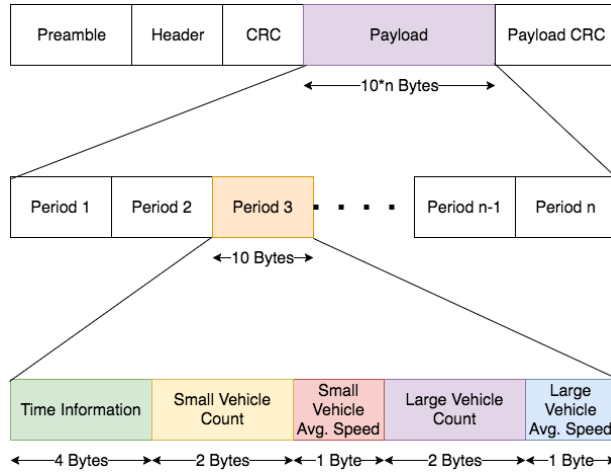 Preamble Header CRC Payload Payload CRC
10*n Bytes
Period 1 Period 2 Period 3 . . . . Period n-1 Period n
10 Bytes
Time Information
Small Vehicle
Count
Small
Vehicle
Avg. Speed
Large Vehicle
Count
Large
Vehicle
Avg. Speed
4 Bytes 2 Bytes 1 Byte 2 Bytes 1 Byte